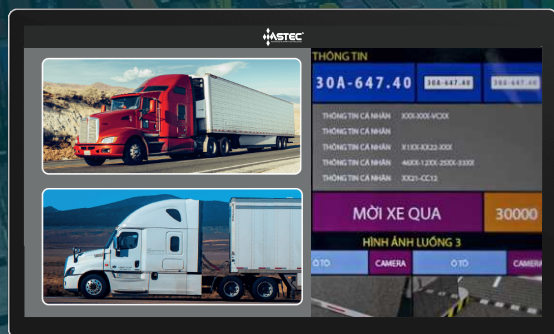 ASTEC
THÔNG TIN
30A-647.40 30A-647.40 30A-647.40
THÔNG TIN CÁ NHÂN XXX-XXX-VCXX
THÔNG TIN CÁ NHÂN
THÔNG TIN CÁ NHÂN X1XX-XX22-XXX
THÔNG TIN CÁ NHÂN 46XX-12XX-25XX-33XX
THÔNG TIN CÁ NHÂN XX21-CC12
MỜI XE QUA 30000
HÌNH ẢNH LUỒNG 3
Ô TÔ CAMERA Ô TÔ CAMERA